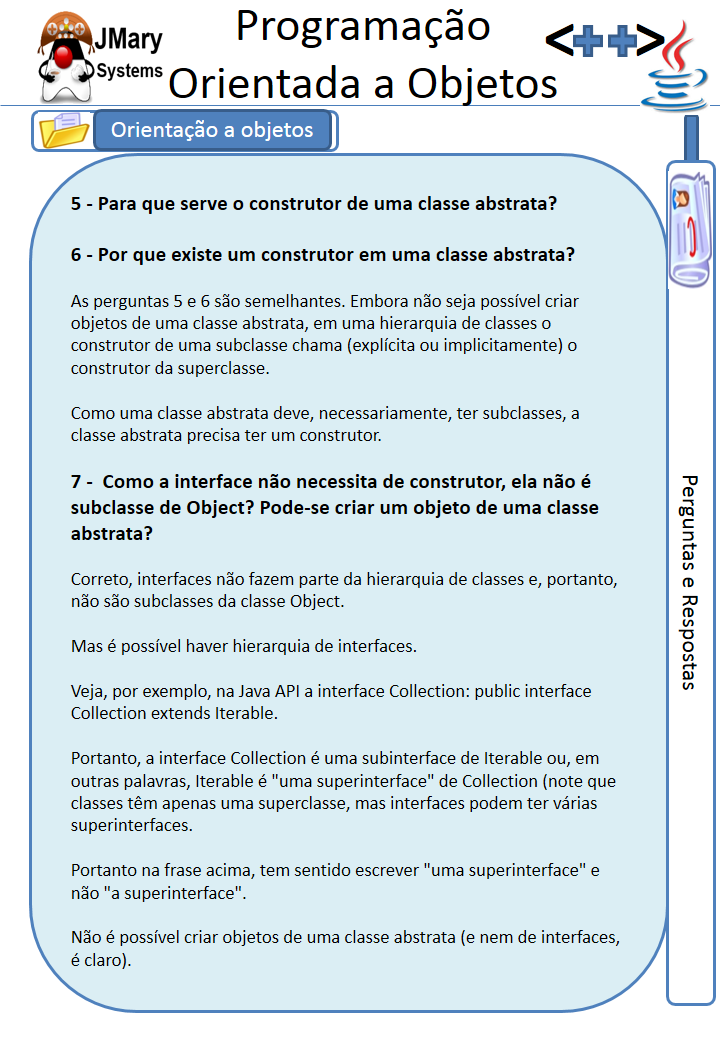 JMary
Systems
Programação
Orientada a Objetos
<++>
Orientação a objetos
5 - Para que serve o construtor de uma classe abstrata?
6 - Por que existe um construtor em uma classe abstrata?
As perguntas 5 e 6 são semelhantes. Embora não seja possível criar
objetos de uma classe abstrata, em uma hierarquia de classes o
construtor de uma subclasse chama (explícita ou implicitamente) o
construtor da superclasse.
Como uma classe abstrata deve, necessariamente, ter subclasses, a
classe abstrata precisa ter um construtor.
7 -  Como a interface não necessita de construtor, ela não é
subclasse de Object? Pode-se criar um objeto de uma classe
abstrata?
Correto, interfaces não fazem parte da hierarquia de classes e, portanto,
não são subclasses da classe Object.
Mas é possível haver hierarquia de interfaces.
Veja, por exemplo, na Java API a interface Collection: public interface
Collection extends Iterable.
Portanto, a interface Collection é uma subinterface de Iterable ou, em
outras palavras, Iterable é "uma superinterface" de Collection (note que
classes têm apenas uma superclasse, mas interfaces podem ter várias
superinterfaces.
Portanto na frase acima, tem sentido escrever "uma superinterface" e
não "a superinterface".
Não é possível criar objetos de uma classe abstrata (e nem de interfaces,
é claro).
Perguntas e Respostas